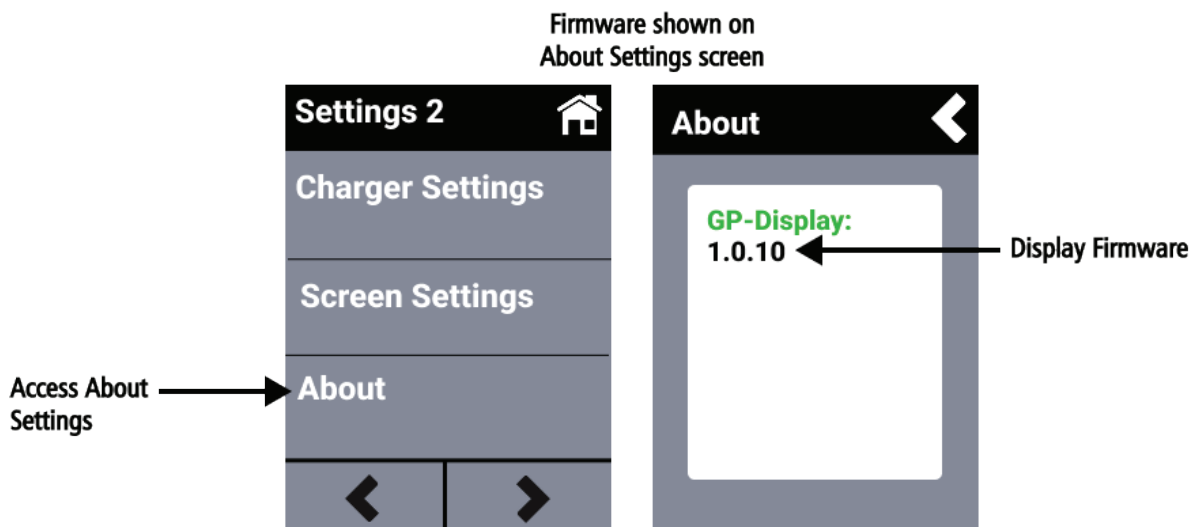 Firmware shown on
About Settings screen
Settings 2
Charger Settings
Screen Settings
About
Access About
Settings
About
GP-Display:
1.0.10
Display Firmware